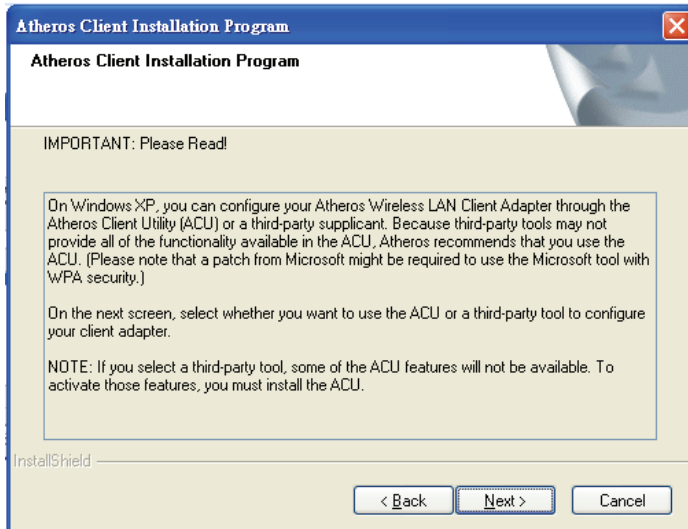 Atheros Client Installation Program
Atheros Client Installation Program
IMPORTANT: Please Read!
On Windows XP, you can configure your Atheros Wireless LAN Client Adapter through the
Atheros Client Utility (ACU) or a third-party supplicant. Because third-party tools may not
provide all of the functionality available in the ACU, Atheros recommends that you use the
ACU. (Please note that a patch from Microsoft might be required to use the Microsoft tool with
WPA security.)
On the next screen, select whether you want to use the ACU or a third-party tool to configure
your client adapter.
NOTE: If you select a third-party tool, some of the ACU features will not be available. To
activate those features, you must install the ACU.
InstallShield
< Back
Next >
Cancel